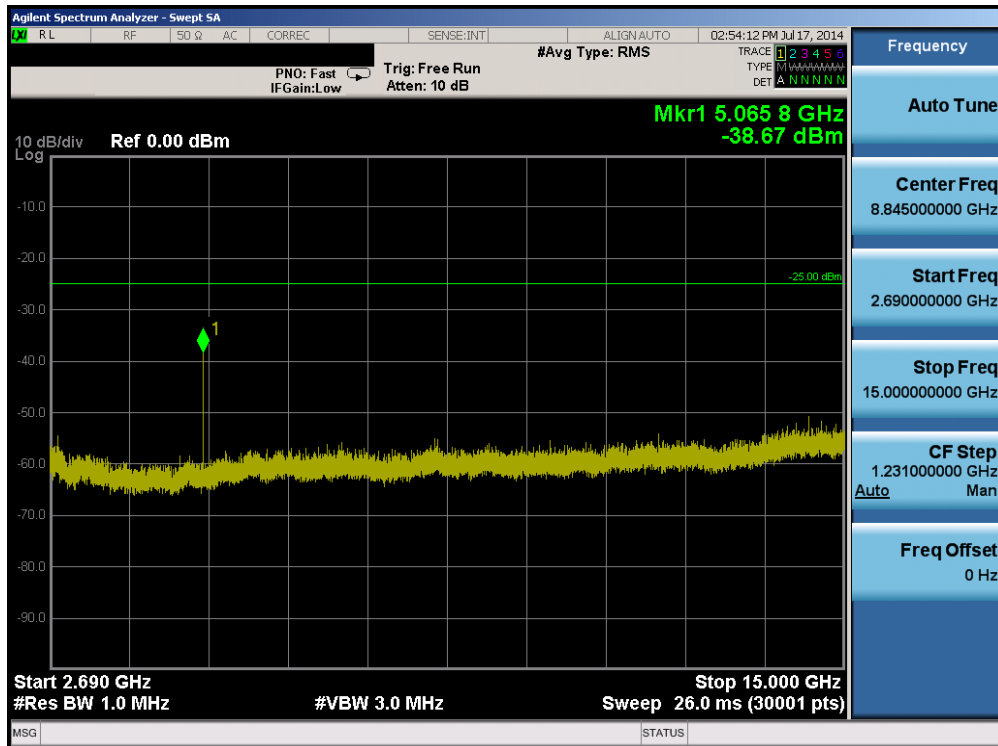 Agilent Spectrum Analyzer - Swept SA
LXI RL RF 50 Ω AC CORREC SENSE:INT ALIGN AUTO 02:54:12 PM Jul 17, 2014
#Avg Type: RMS
TRACE 1 2 3 4 5 6
PNO: Fast Trig: Free Run
TYPE M WWWWW
IFGain:Low Atten: 10 dB
DET A N N N N N
Mkr1 5.065 8 GHz
-38.67 dBm
10 dB/div Ref 0.00 dBm
Log
-10.0
-20.0
-25.00 dBm
-30.0
1
-40.0
-50.0
-60.0
-70.0
-80.0
-90.0
Start 2.690 GHz Stop 15.000 GHz
#Res BW 1.0 MHz #VBW 3.0 MHz Sweep 26.0 ms (30001 pts)
MSG STATUS
Frequency
Auto Tune
Center Freq
8.845000000 GHz
Start Freq
2.690000000 GHz
Stop Freq
15.000000000 GHz
CF Step
1.231000000 GHz
Auto Man
Freq Offset
0 Hz